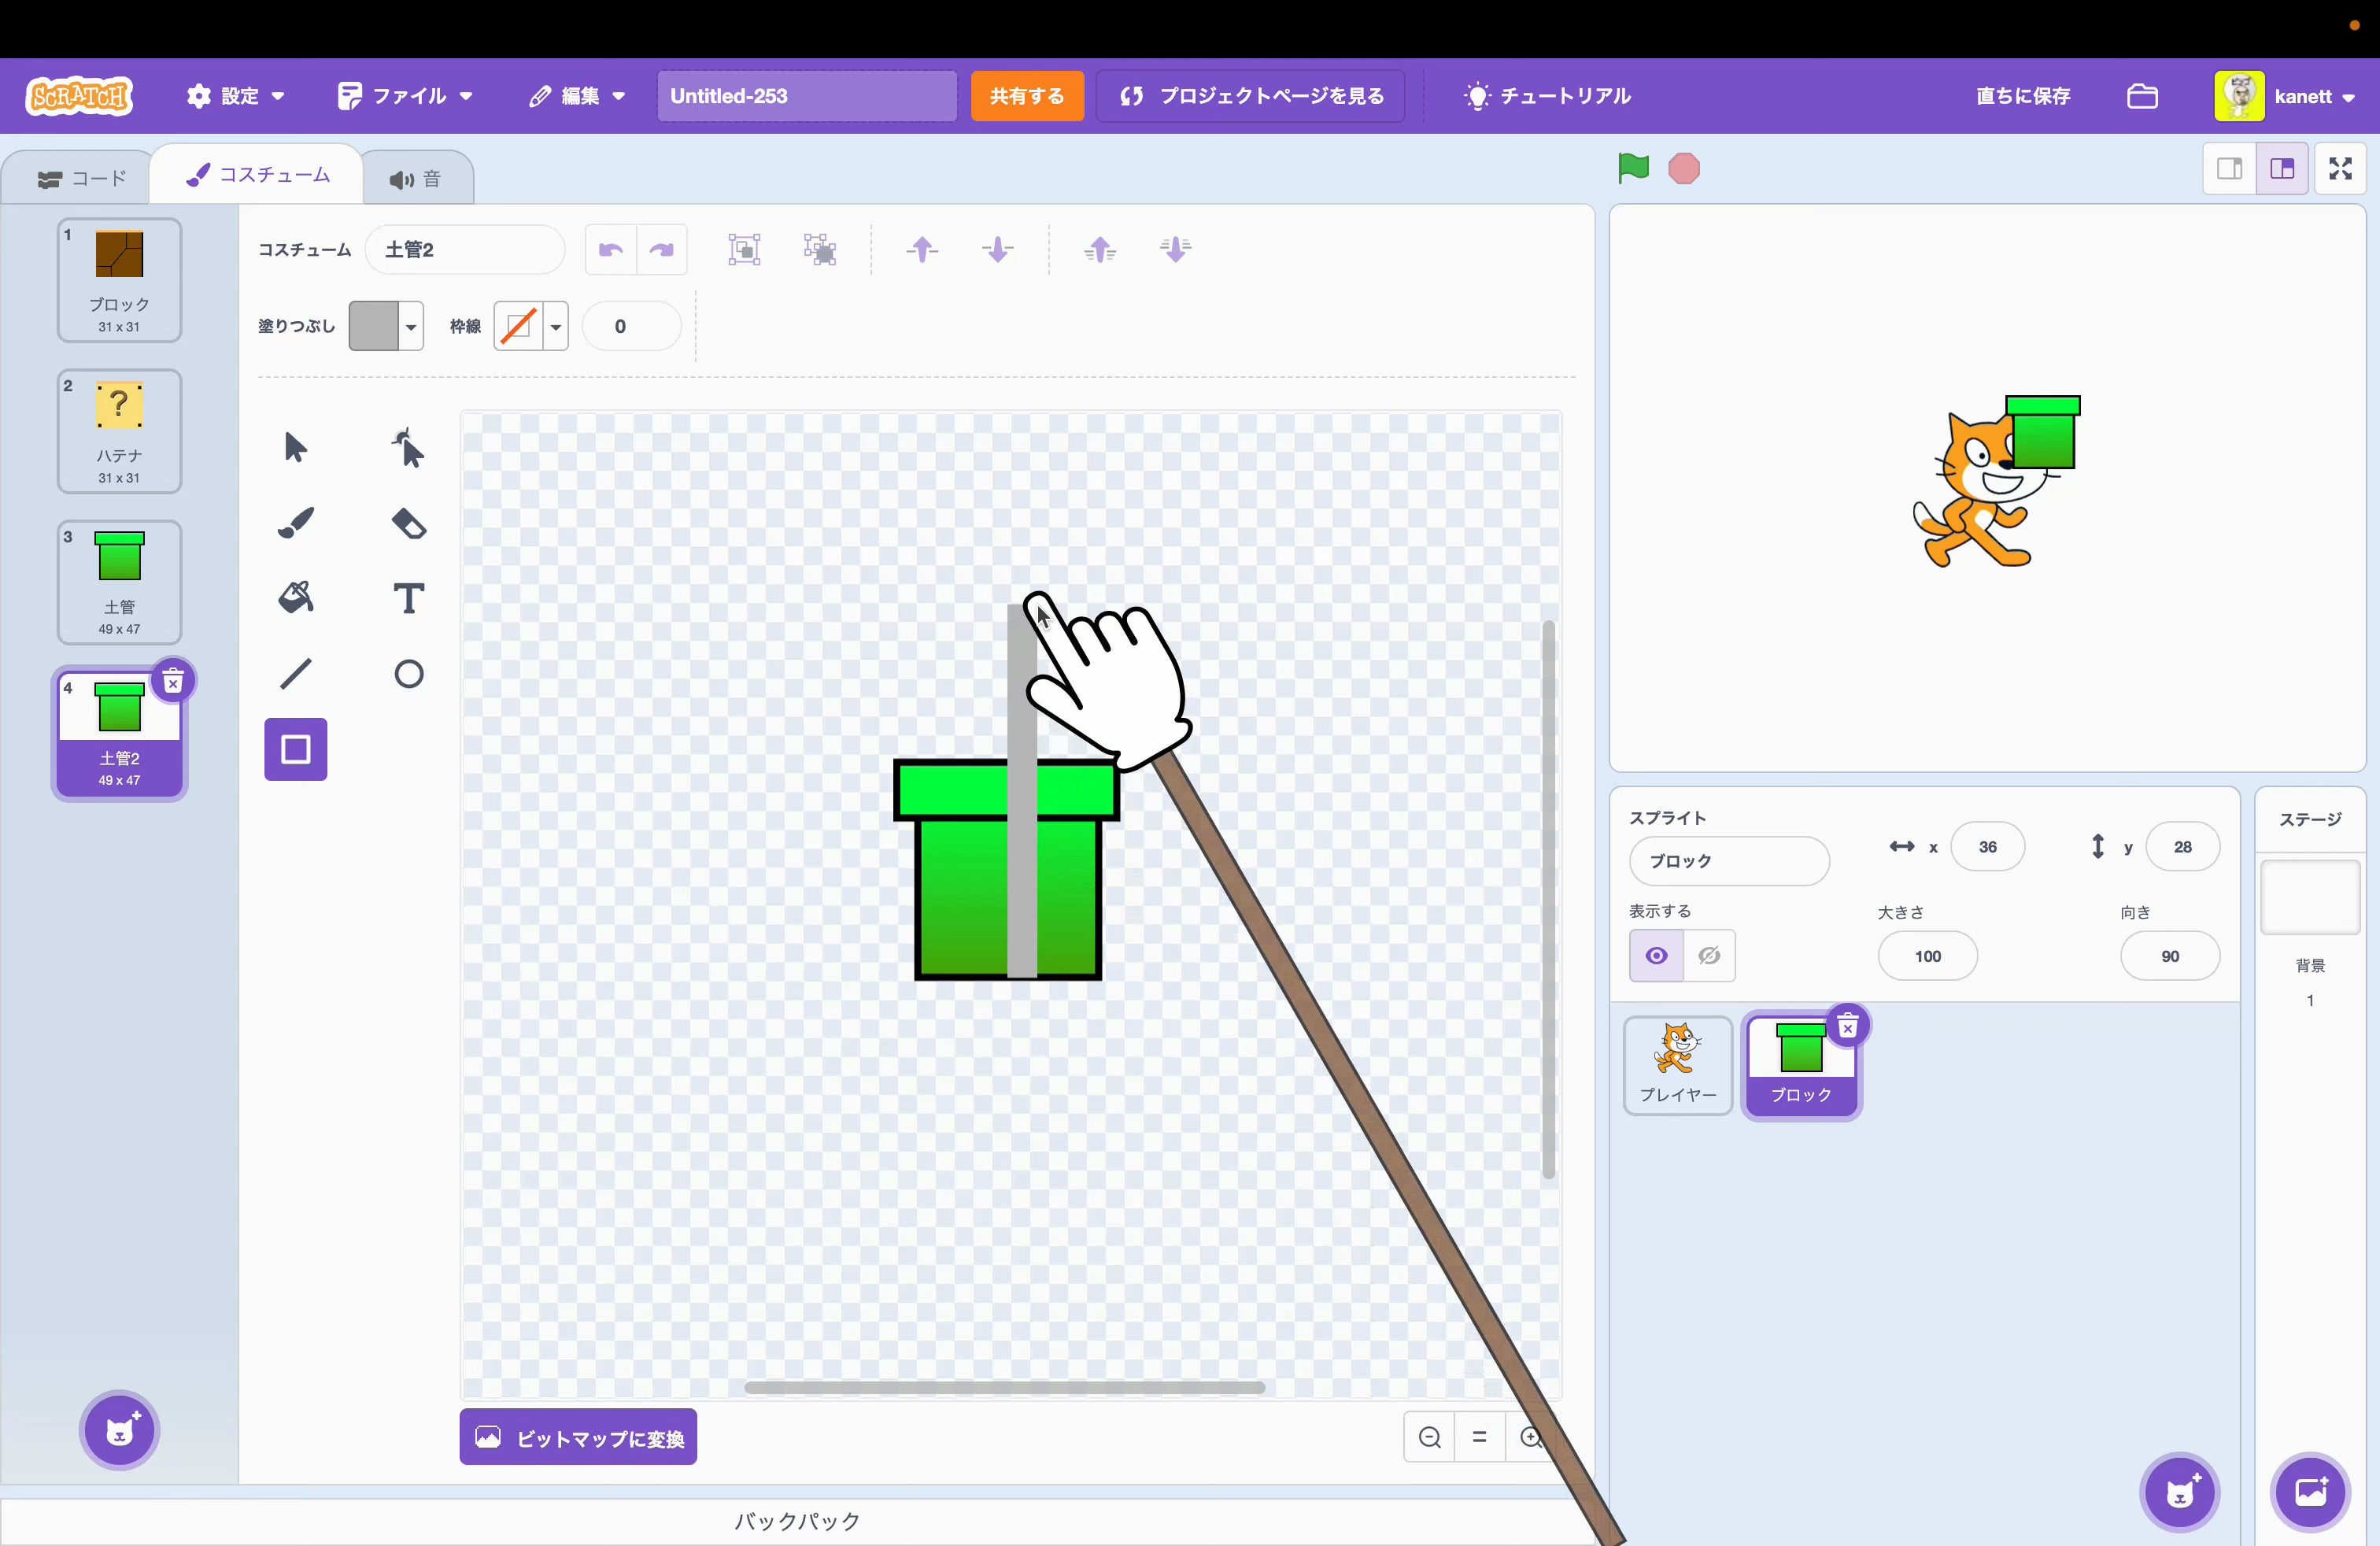 SCRATCH 設定 ファイル 編集 Untitled-253 共有する プロジェクトページを見る チュートリアル 直ちに保存 kanett
コード コスチューム 音
1
ブロック
31 x 31
2
?
ハテナ
31 x 31
3
土管
49 x 47
4
土管2
49 x 47
コスチューム 土管2
塗りつぶし 枠線 0
T
ビットマップに変換
=
バックパック
スプライト
ブロック
x 36 y 28
表示する 大きさ 向き
100 90
プレイヤー ブロック
ステージ
背景
1